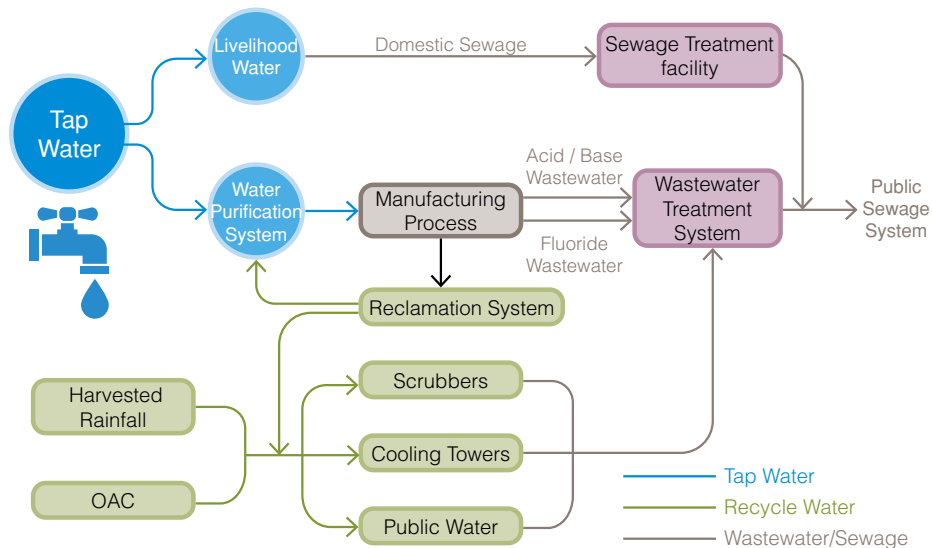 Livelihood
Water
Domestic Sewage
Sewage Treatment
facility
Tap
Water
Water
Purification
System
Manufacturing
Process
Acid / Base
Wastewater
Fluoride
Wastewater
Wastewater
Treatment
System
Public
Sewage
System
Reclamation System
Harvested
Rainfall
OAC
Scrubbers
Cooling Towers
Public Water
Tap Water
Recycle Water
Wastewater/Sewage